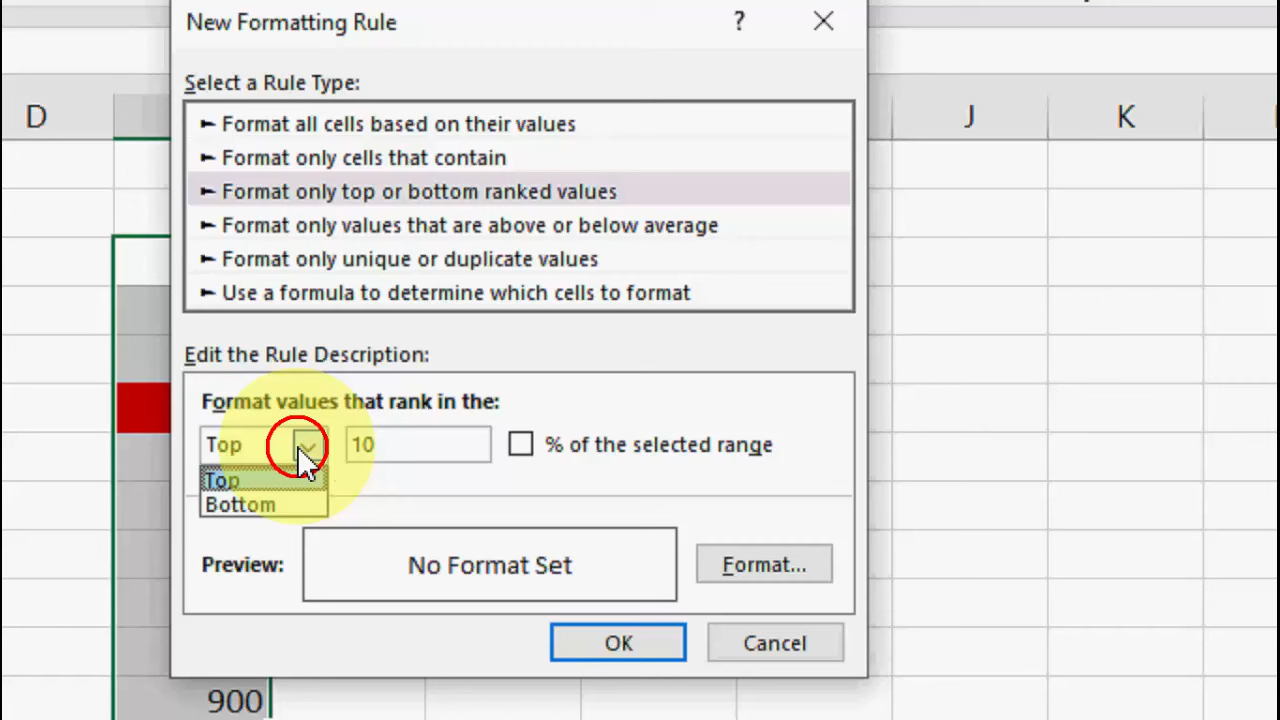 New Formatting Rule ?
Select a Rule Type:
D J K
► Format all cells based on their values
► Format only cells that contain
► Format only top or bottom ranked values
► Format only values that are above or below average
► Format only unique or duplicate values
► Use a formula to determine which cells to format
Edit the Rule Description:
Format values that rank in the:
Top 10 % of the selected range
Top
Bottom
Preview: No Format Set Format...
OK Cancel
900